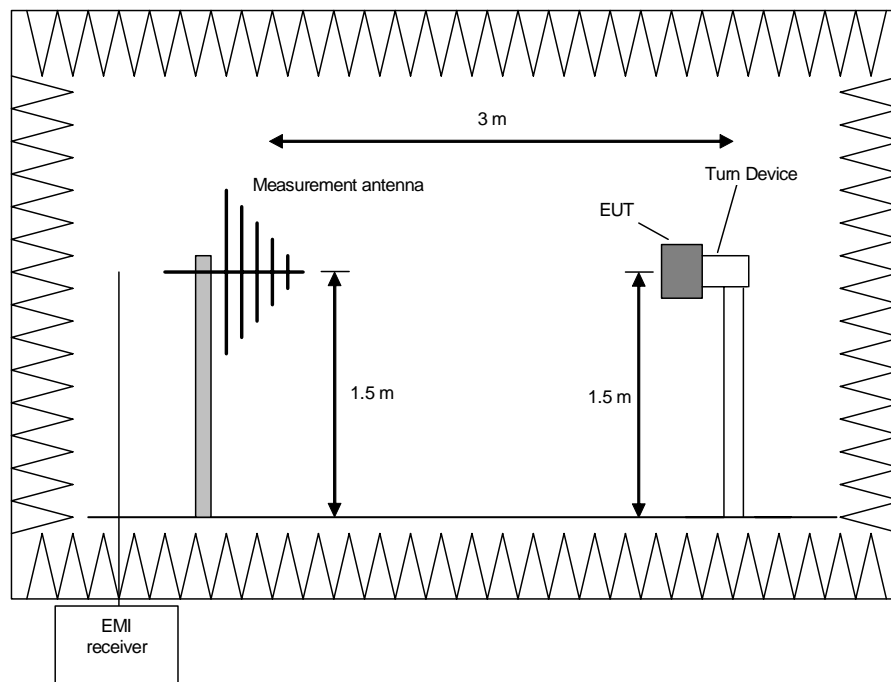 3 m
Measurement antenna
Turn Device
EUT
1.5 m
1.5 m
EMI
receiver